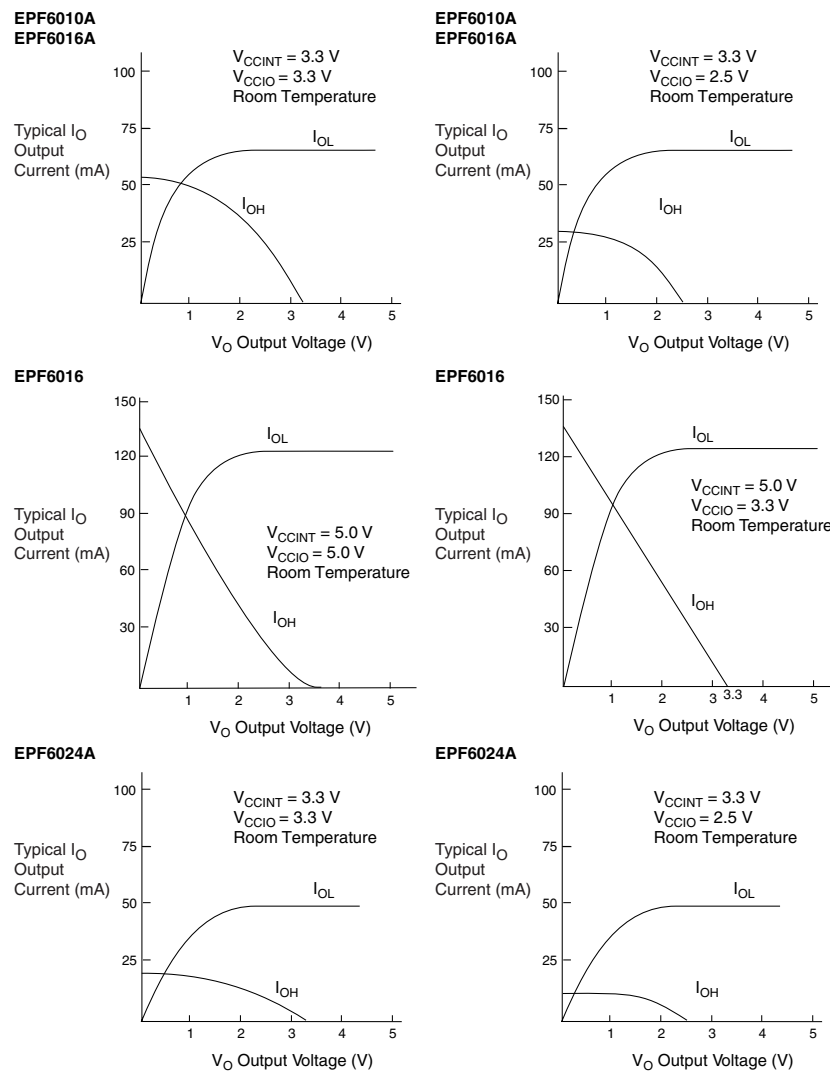 EPF6010A
EPF6016A
Typical IO
Output
Current (mA)
100
75
50
25
VCCINT = 3.3 V
VCCIO = 3.3 V
Room Temperature
IOL
IOH
1 2 3 4 5
VO Output Voltage (V)
EPF6010A
EPF6016A
Typical IO
Output
Current (mA)
100
75
50
25
VCCINT = 3.3 V
VCCIO = 2.5 V
Room Temperature
IOL
IOH
1 2 3 4 5
VO Output Voltage (V)
EPF6016
Typical IO
Output
Current (mA)
150
120
90
60
30
IOL
VCCINT = 5.0 V
VCCIO = 5.0 V
Room Temperature
IOH
1 2 3 4 5
VO Output Voltage (V)
EPF6016
Typical IO
Output
Current (mA)
150
120
90
60
30
IOL
VCCINT = 5.0 V
VCCIO = 3.3 V
Room Temperature
IOH
1 2 3 3.3 4 5
VO Output Voltage (V)
EPF6024A
Typical IO
Output
Current (mA)
100
75
50
25
VCCINT = 3.3 V
VCCIO = 3.3 V
Room Temperature
IOL
IOH
1 2 3 4 5
VO Output Voltage (V)
EPF6024A
Typical IO
Output
Current (mA)
100
75
50
25
VCCINT = 3.3 V
VCCIO = 2.5 V
Room Temperature
IOL
IOH
1 2 3 4 5
VO Output Voltage (V)